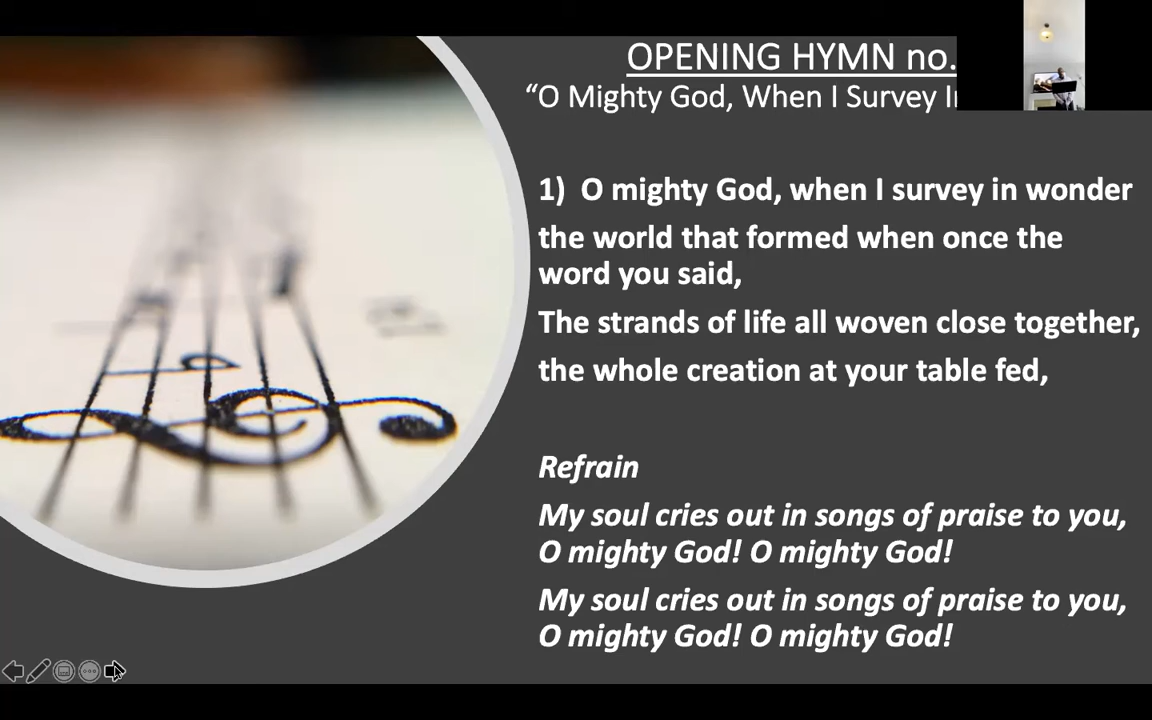 OPENING HYMN no.
“O Mighty God, When I Survey
1) O mighty God, when I survey in wonder
the world that formed when once the
word you said,
The strands of life all woven close together,
the whole creation at your table fed,
Refrain
My soul cries out in songs of praise to you,
O mighty God! O mighty God!
My soul cries out in songs of praise to you,
O mighty God! O mighty God!